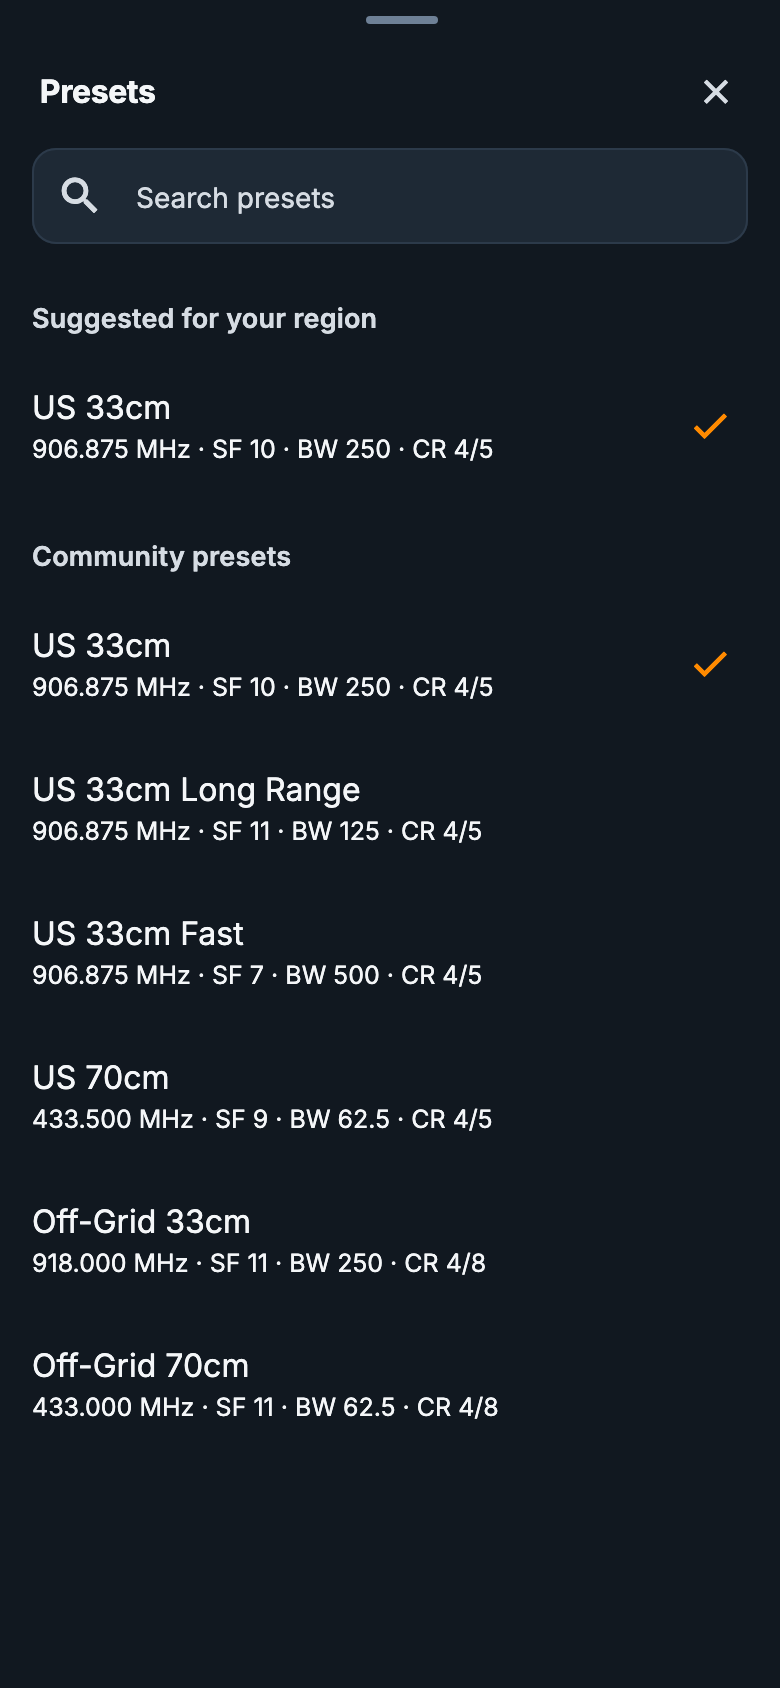 Presets
Search presets
Suggested for your region
US 33cm
906.875 MHz · SF 10 · BW 250 · CR 4/5
Community presets
US 33cm
906.875 MHz · SF 10 · BW 250 · CR 4/5
US 33cm Long Range
906.875 MHz · SF 11 · BW 125 · CR 4/5
US 33cm Fast
906.875 MHz · SF 7 · BW 500 · CR 4/5
US 70cm
433.500 MHz · SF 9 · BW 62.5 · CR 4/5
Off-Grid 33cm
918.000 MHz · SF 11 · BW 250 · CR 4/8
Off-Grid 70cm
433.000 MHz · SF 11 · BW 62.5 · CR 4/8